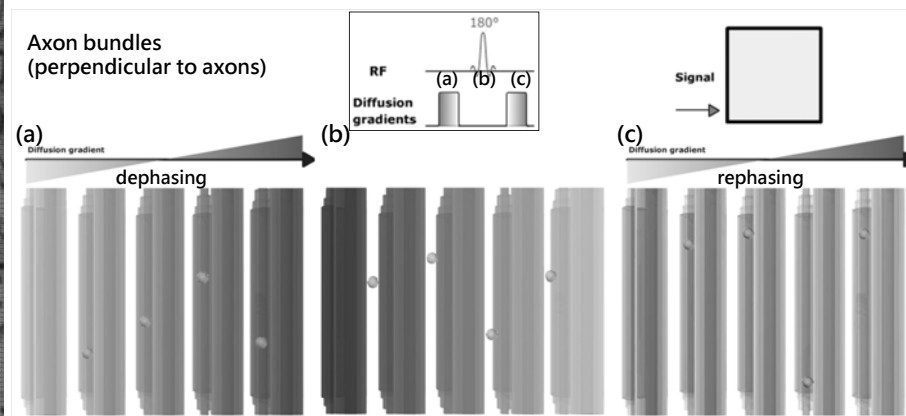 Axon bundles
(perpendicular to axons)
180°
RF
(a) (b) (c)
Diffusion
gradients
Signal
(a)
Diffusion gradient
dephasing
(b)
(c)
Diffusion gradient
rephasing